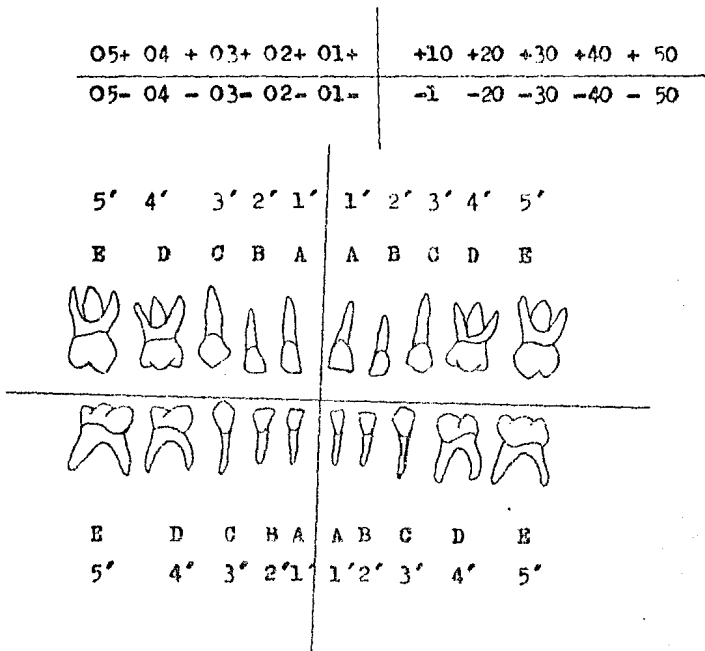 05+ 04 + 03+ 02+ 01+ +10 +20 +30 +40 + 50
05- 04 - 03- 02- 01- -1 -20 -30 -40 - 50
5' 4' 3' 2' 1' 1' 2' 3' 4' 5'
E D C B A A B C D E
E D C B A A B C D E
5' 4' 3' 2' 1' 1' 2' 3' 4' 5'